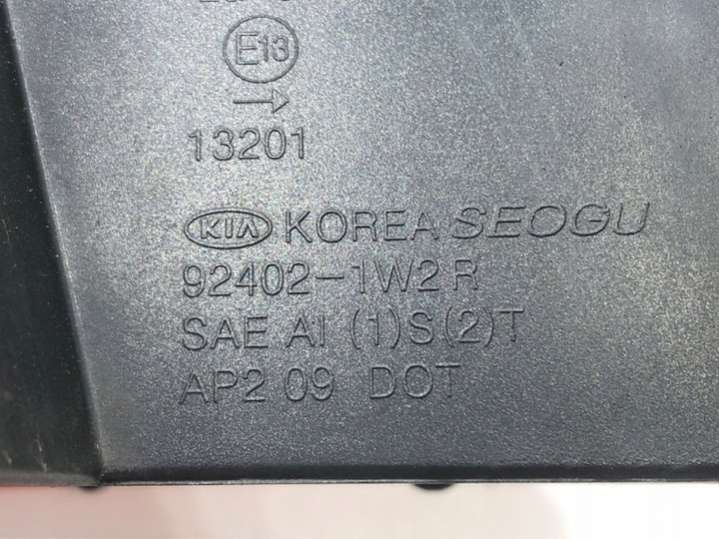 E13
→
13201
KIA KOREA SEOGU
92402-1W2 R
SAE AI (1)S(2)T
AP2 09 DOT